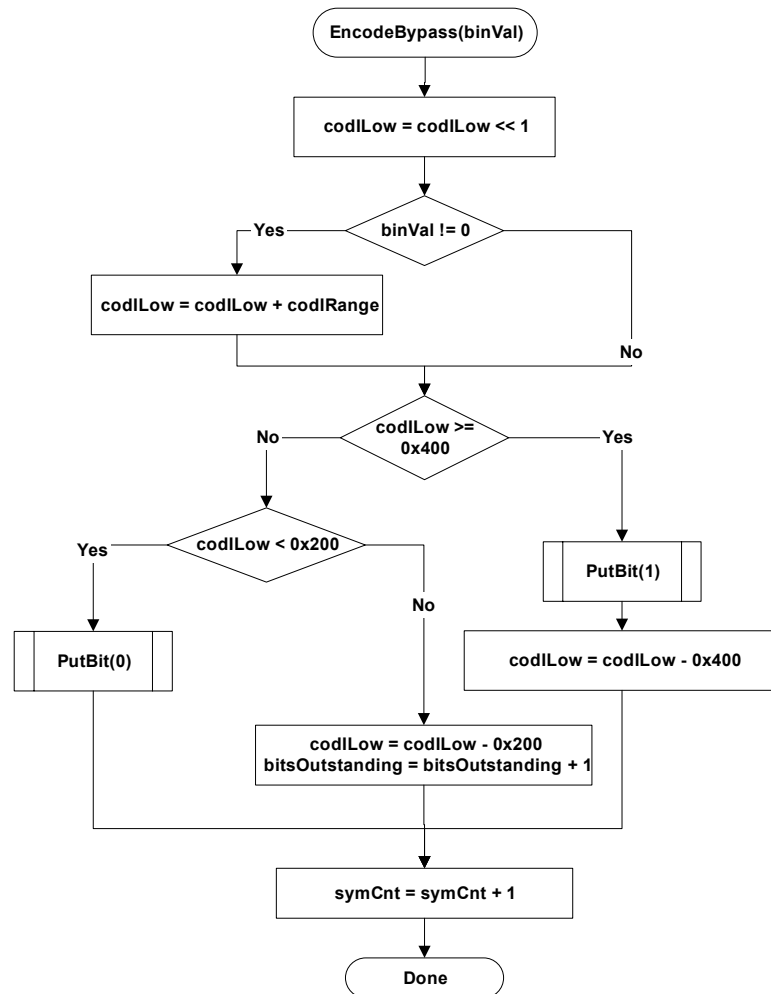 EncodeBypass(binVal)
codILow = codILow << 1
binVal != 0
Yes
codILow = codILow + codIRange
No
codILow >=
0x400
No
Yes
codILow < 0x200
Yes
No
PutBit(1)
PutBit(0)
codILow = codILow - 0x400
codILow = codILow - 0x200
bitsOutstanding = bitsOutstanding + 1
symCnt = symCnt + 1
Done